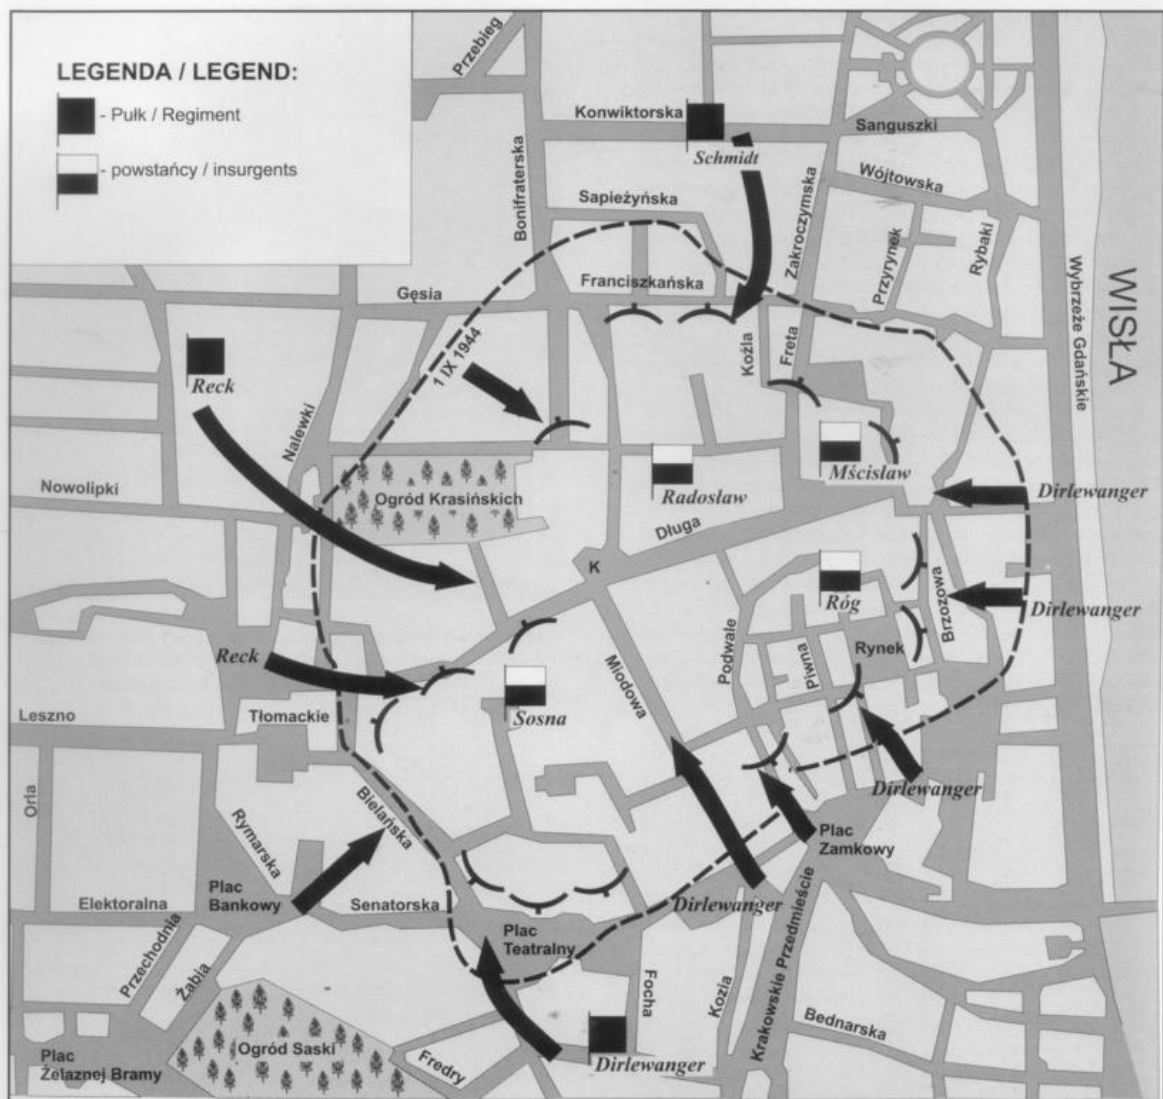 LEGENDA / LEGEND:
- Pułk / Regiment
- powstańcy / insurgents
Przebieg
Konwiktorska
Sanguszki
Schmidt
Bonifraterska
Sapieżyńska
Zakroczymska
Wójtowska
Przyrynek
Rybaki
Wybrzeże Gdańskie
WISŁA
Gęsia
Franciszkańska
1 IX 1944
Koźla
Freta
Reck
Nalewki
Nowolipki
Ogród Krasińskich
Radosław
Mścisław
Dirlewanger
Długa
K
Róg
Brzozowa
Dirlewanger
Reck
Podwale
Piwna
Rynek
Miodowa
Sosna
Leszno
Tłomackie
Orla
Rymarska
Bielańska
Dirlewanger
Plac
Zamkowy
Plac
Bankowy
Elektoralna
Senatorska
Dirlewanger
Plac
Teatralny
Przechodnia
Żabia
Focha
Kozia
Krakowskie Przedmieście
Bednarska
Plac
Żelaznej Bramy
Ogród Saski
Fredry
Dirlewanger